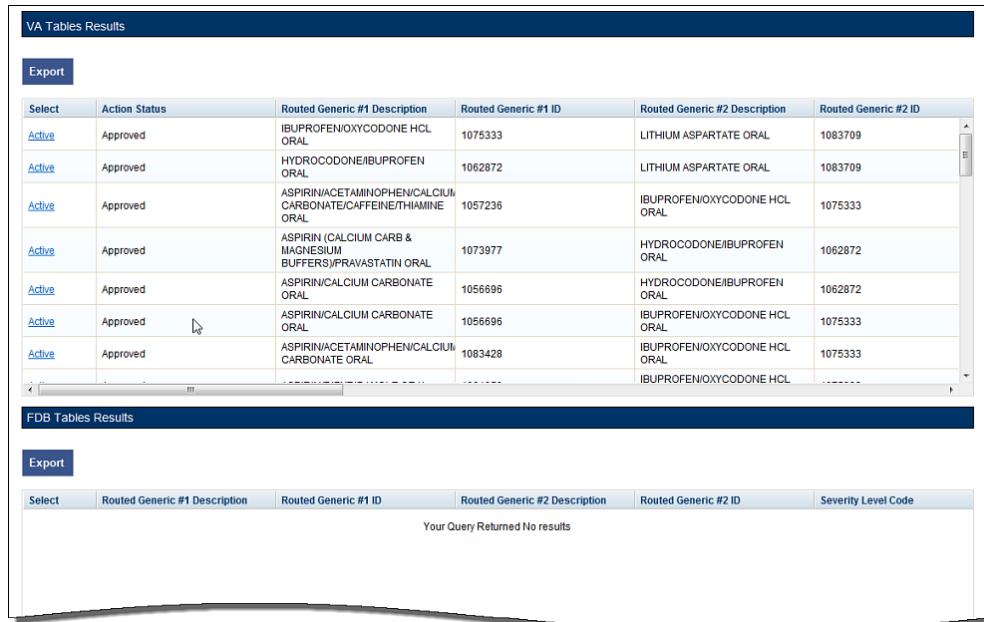 VA Tables Results
Export
Select Action Status Routed Generic #1 Description Routed Generic #1 ID Routed Generic #2 Description Routed Generic #2 ID
Active Approved IBUPROFEN/OXYCODONE HCL ORAL 1075333 LITHIUM ASPARTATE ORAL 1083709
Active Approved HYDROCODONE/IBUPROFEN ORAL 1062872 LITHIUM ASPARTATE ORAL 1083709
Active Approved ASPIRIN/ACETAMINOPHEN/CALCIUM CARBONATE/CAFFEINE/THIAMINE ORAL 1057236 IBUPROFEN/OXYCODONE HCL ORAL 1075333
Active Approved ASPIRIN (CALCIUM CARB & MAGNESIUM BUFFERS)/PRAVASTATIN ORAL 1073977 HYDROCODONE/IBUPROFEN ORAL 1062872
Active Approved ASPIRIN/CALCIUM CARBONATE ORAL 1056696 HYDROCODONE/IBUPROFEN ORAL 1062872
Active Approved ASPIRIN/CALCIUM CARBONATE ORAL 1056696 IBUPROFEN/OXYCODONE HCL ORAL 1075333
Active Approved ASPIRIN/ACETAMINOPHEN/CALCIUM CARBONATE ORAL 1083428 IBUPROFEN/OXYCODONE HCL ORAL 1075333
IBUPROFEN/OXYCODONE HCL
FDB Tables Results
Export
Select Routed Generic #1 Description Routed Generic #1 ID Routed Generic #2 Description Routed Generic #2 ID Severity Level Code
Your Query Returned No results